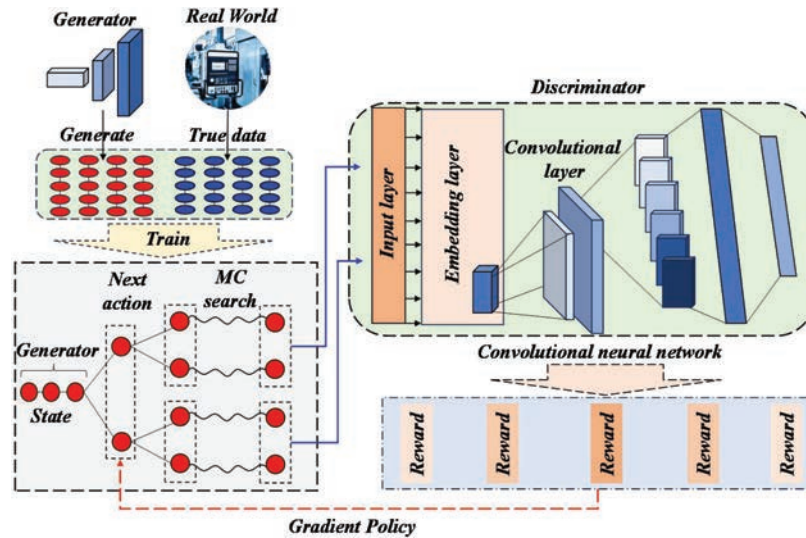 Generator
Real World
Generate
True data
Train
Next
action
MC
search
Generator
State
Discriminator
Input layer
Embedding layer
Convolutional
layer
Convolutional neural network
Reward
Reward
Reward
Reward
Reward
Gradient Policy